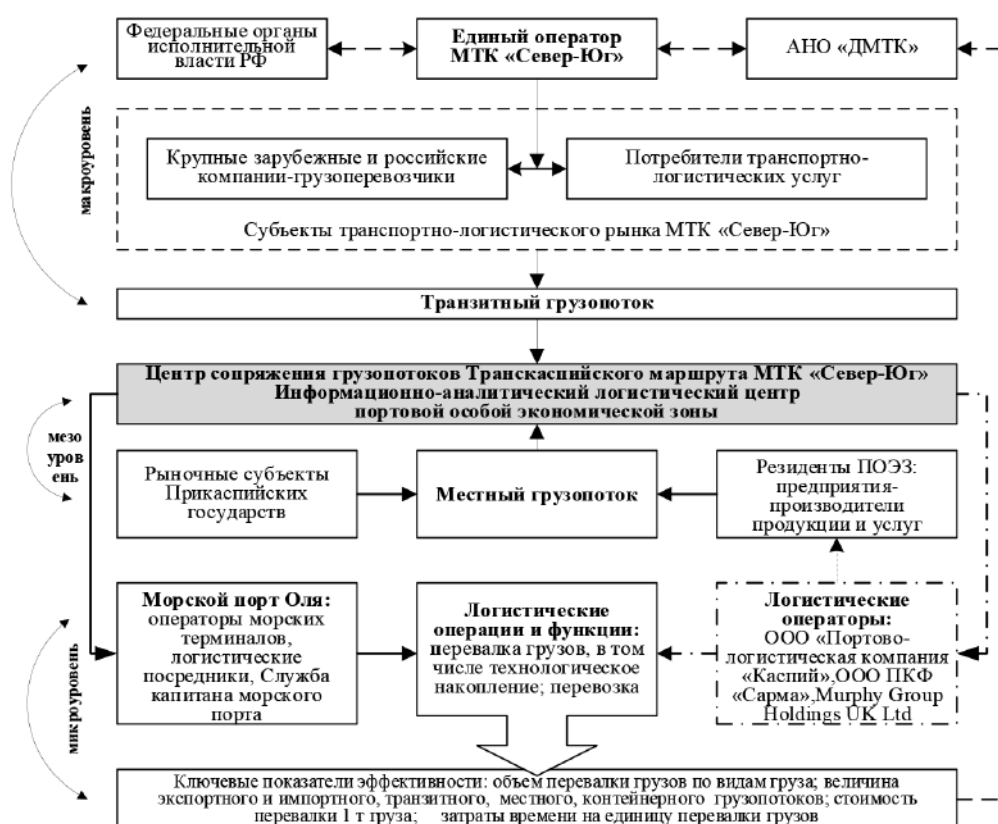 Федеральные органы
исполнительной
власти РФ
Единый оператор
МТК «Север-Юг»
АНО «ДМТК»
макроуровень
Крупные зарубежные и российские
компании-грузоперевозчики
Потребители транспортно-
логистических услуг
Субъекты транспортно-логистического рынка МТК «Север-Юг»
Транзитный грузопоток
Центр сопряжения грузопотоков Транскаспийского маршрута МТК «Север-Юг»
Информационно-аналитический логистический центр
портовой особой экономической зоны
мезо
уров
ень
Рыночные субъекты
Прикаспийских
государств
Местный грузопоток
Резиденты ПОЭЗ:
предприятия-
производители
продукции и услуг
микроуровень
Морской порт Оля:
операторы морских
терминалов,
логистические
посредники, Служба
капитана морского
порта
Логистические
операции и функции:
перевалка грузов, в том
числе технологическое
накопление; перевозка
Логистические
операторы:
ООО «Портово-
логистическая компания
«Каспий»,ООО ПКФ
«Сарма»,Murphy Group
Holdings UK Ltd
Ключевые показатели эффективности: объем перевалки грузов по видам груза; величина
экспортного и импортного, транзитного, местного, контейнерного грузопотоков; стоимость
перевалки 1 т груза; затраты времени на единицу перевалки грузов